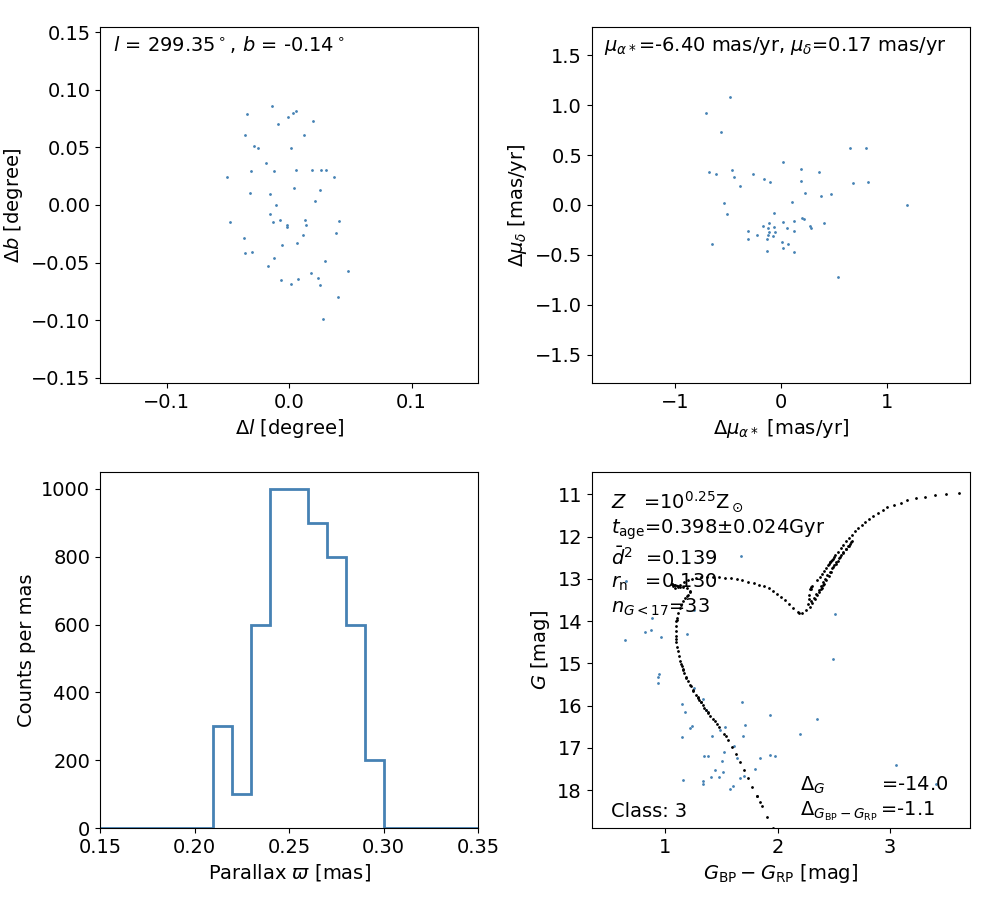 l = 299.35°, b = -0.14°
0.15
0.10
0.05
0.00
−0.05
−0.10
−0.15
−0.1
0.0
0.1
Δb [degree]
Δl [degree]
μα*=-6.40 mas/yr, μδ=0.17 mas/yr
1.5
1.0
0.5
0.0
−0.5
−1.0
−1.5
−1
0
1
Δμδ [mas/yr]
Δμα* [mas/yr]
1000
800
600
400
200
0
0.15
0.20
0.25
0.30
0.35
Counts per mas
Parallax ϖ [mas]
Z =10^0.25 Z⊙
t_age=0.398±0.024Gyr
d̄² =0.139
r_n =0.130
n_G<17=33
11
12
13
14
15
16
17
18
Δ_G =-14.0
Δ_GBP−GRP=-1.1
Class: 3
1
2
3
G [mag]
G_BP − G_RP [mag]